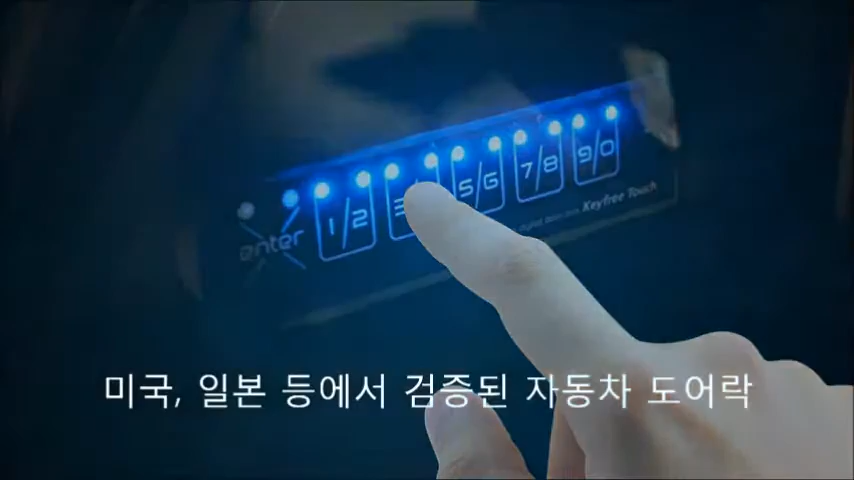 enter 1/2 3/ 5/6 7/8 9/0
Keyfree Touch
미국, 일본 등에서 검증된 자동차 도어락